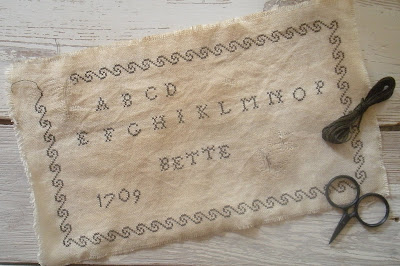 A B C D
E F G H I K L M N O P
BETTE
1709